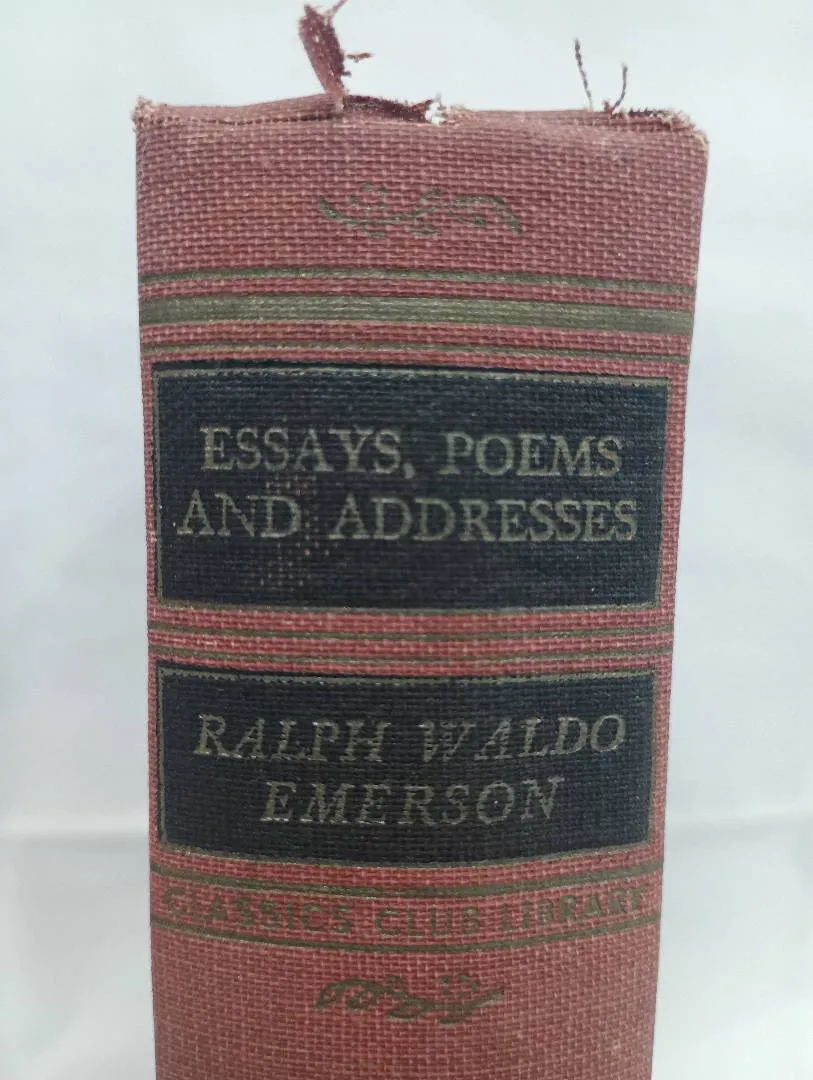 ESSAYS, POEMS
AND ADDRESSES
RALPH WALDO
EMERSON
CLASSICS CLUB LIBRARY